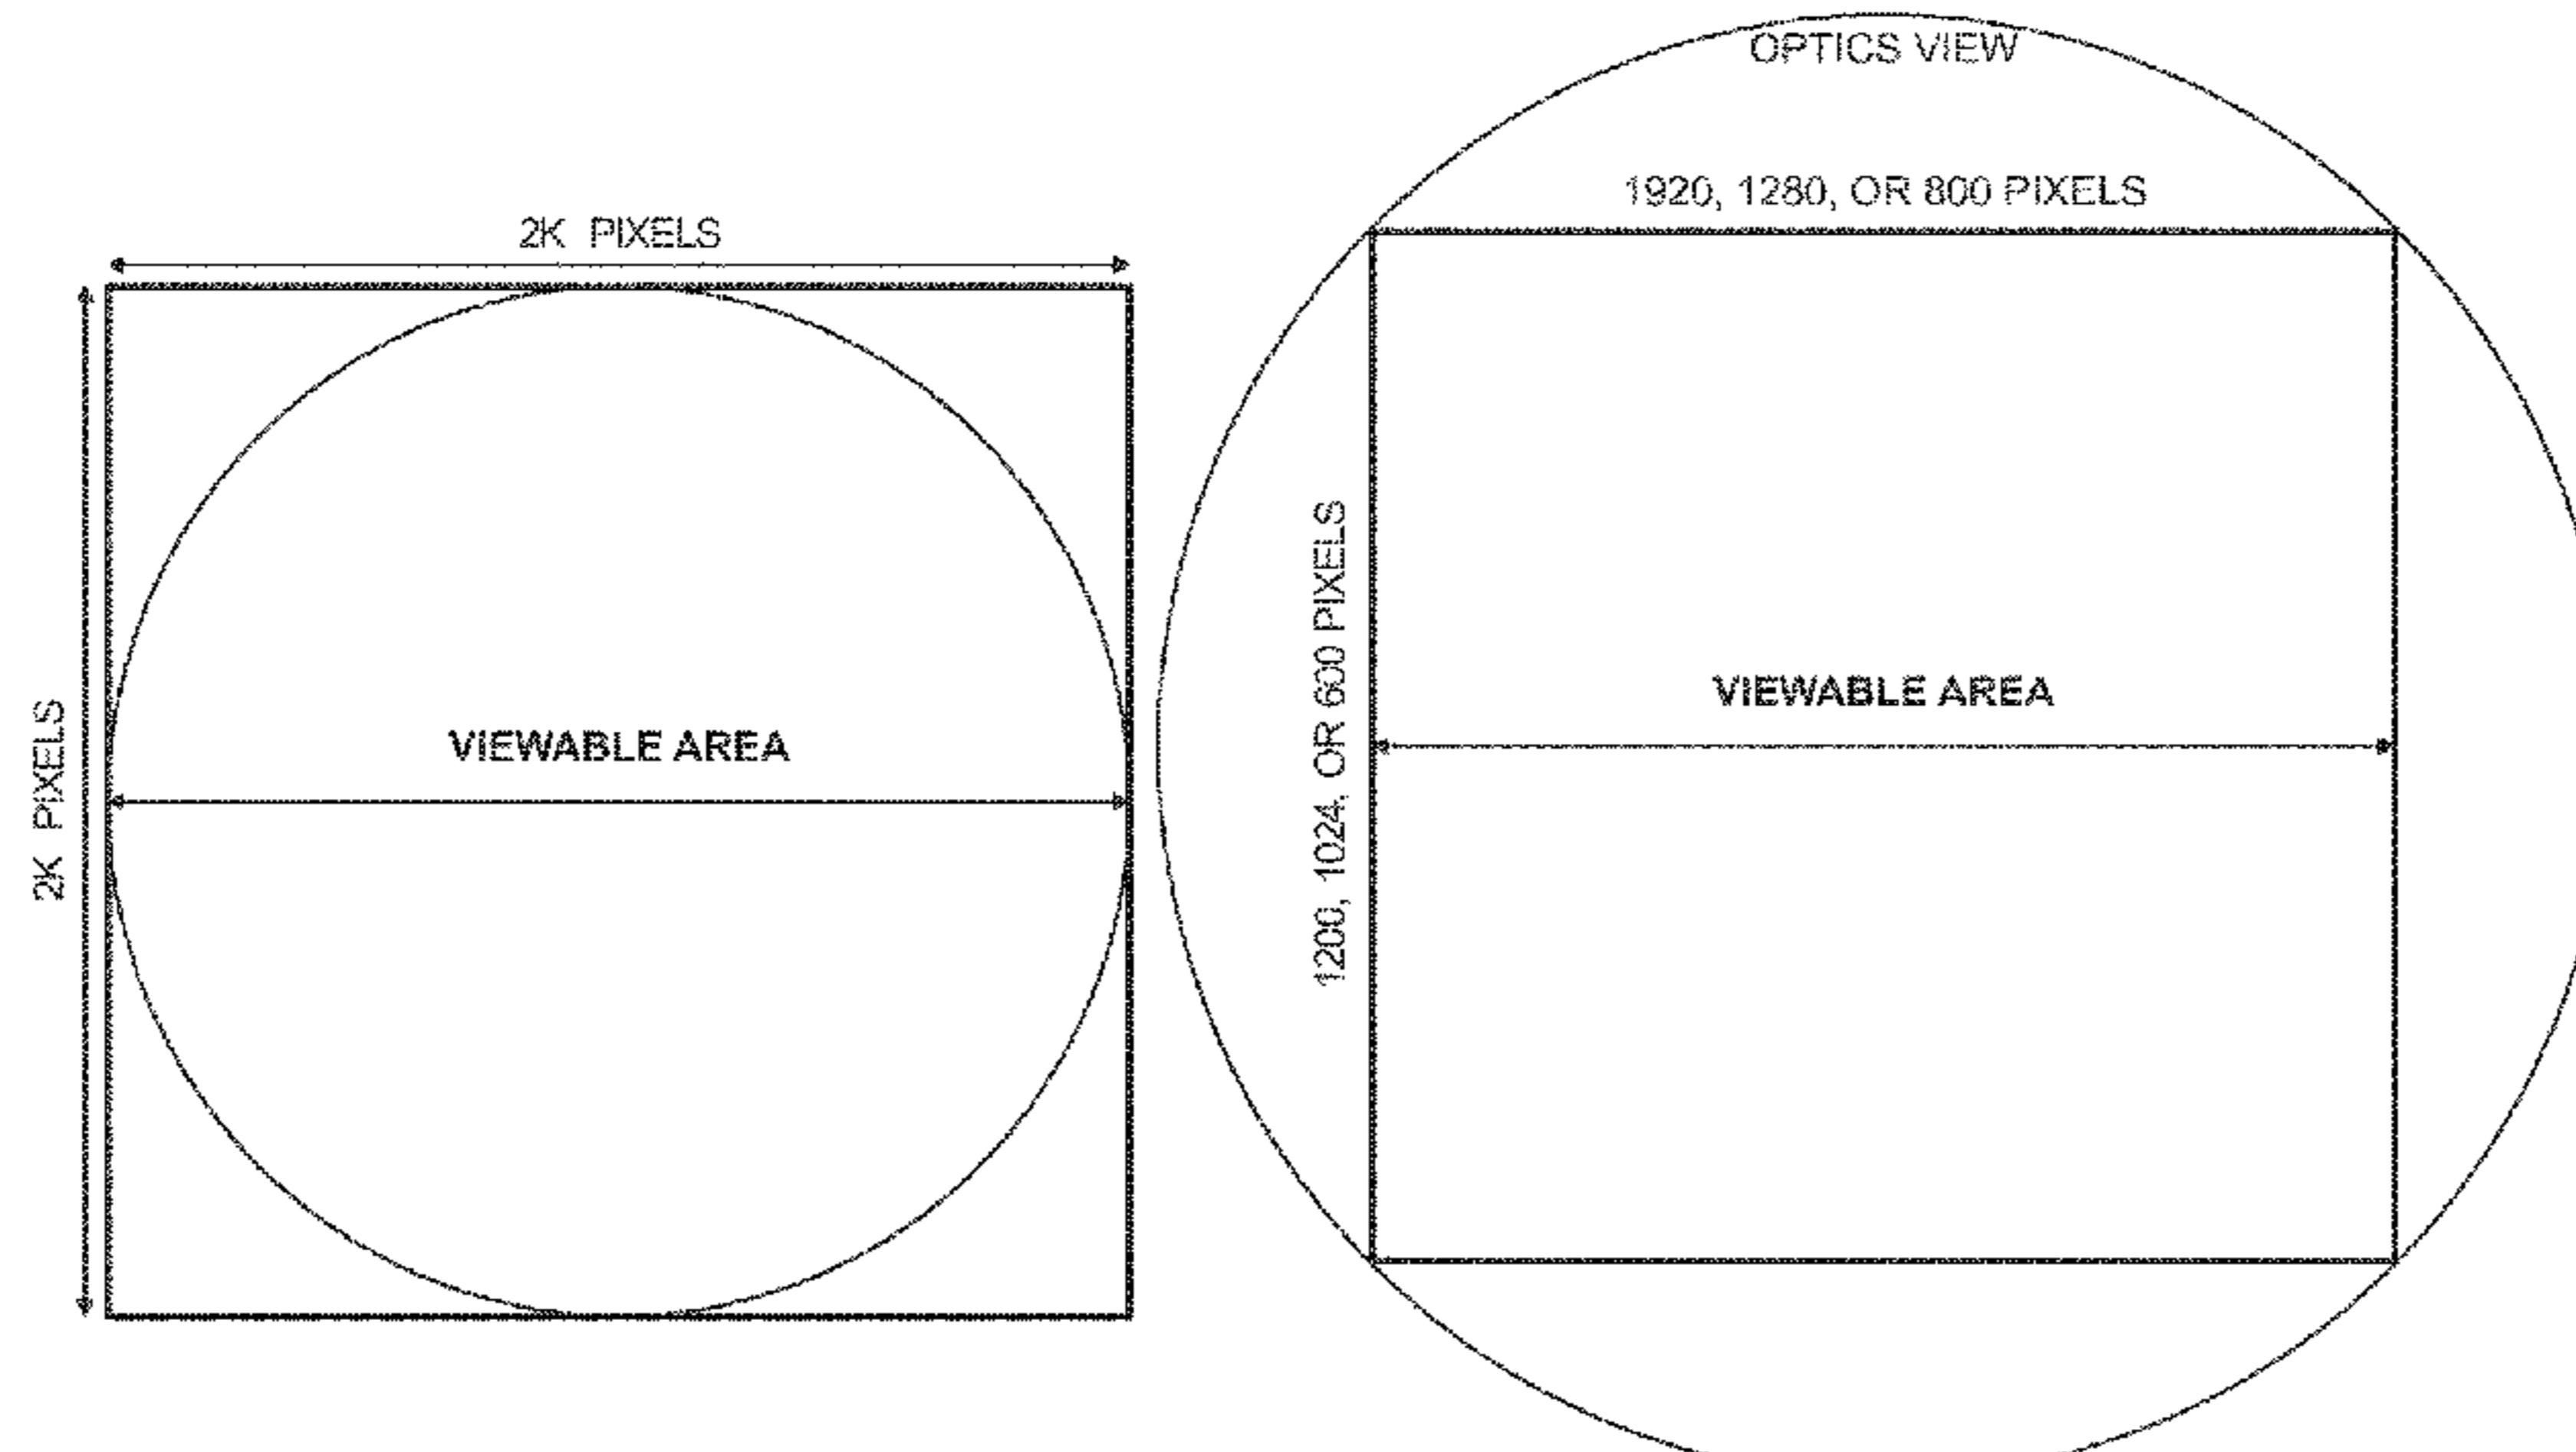 2K PIXELS
2K PIXELS
VIEWABLE AREA
OPTICS VIEW
1920, 1280, OR 800 PIXELS
1200, 1024, OR 600 PIXELS
VIEWABLE AREA